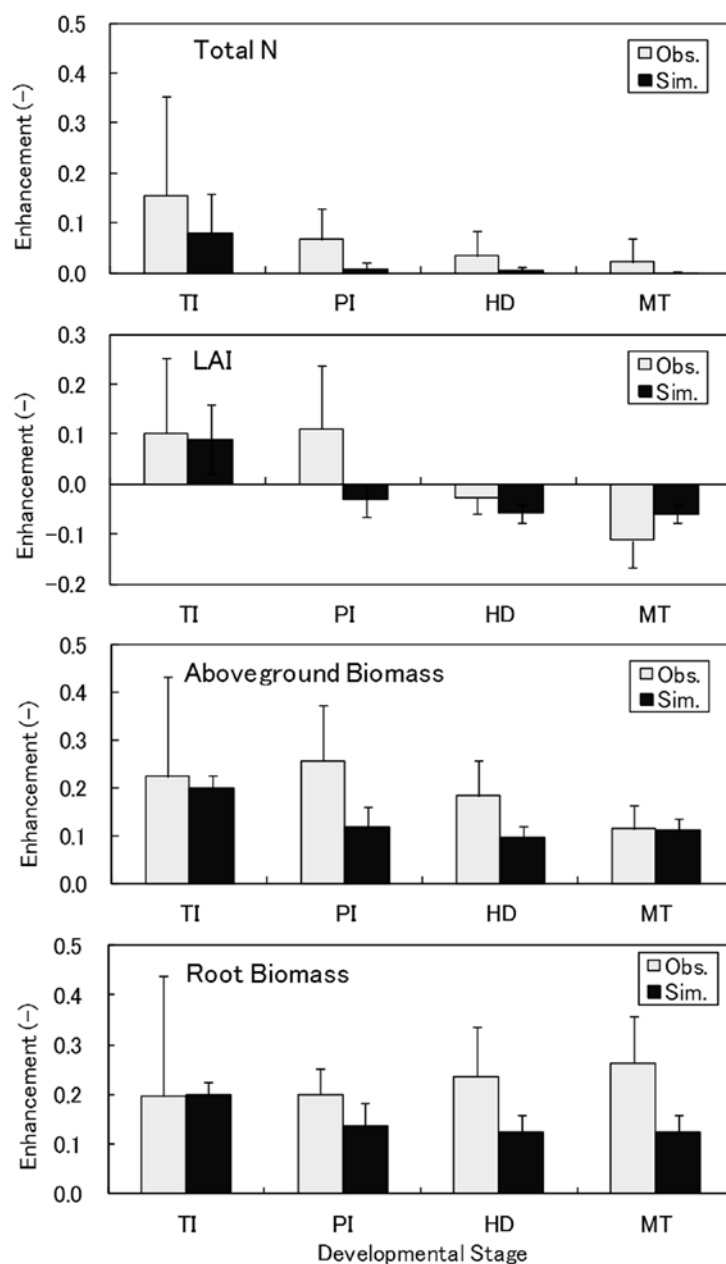 Total N
Obs.
Sim.
Enhancement (-)
0.5
0.4
0.3
0.2
0.1
0.0
TI PI HD MT
LAI
Obs.
Sim.
Enhancement (-)
0.3
0.2
0.1
0.0
-0.1
-0.2
TI PI HD MT
Aboveground Biomass
Obs.
Sim.
Enhancement (-)
0.5
0.4
0.3
0.2
0.1
0.0
TI PI HD MT
Root Biomass
Obs.
Sim.
Enhancement (-)
0.5
0.4
0.3
0.2
0.1
0.0
TI PI HD MT
Developmental Stage